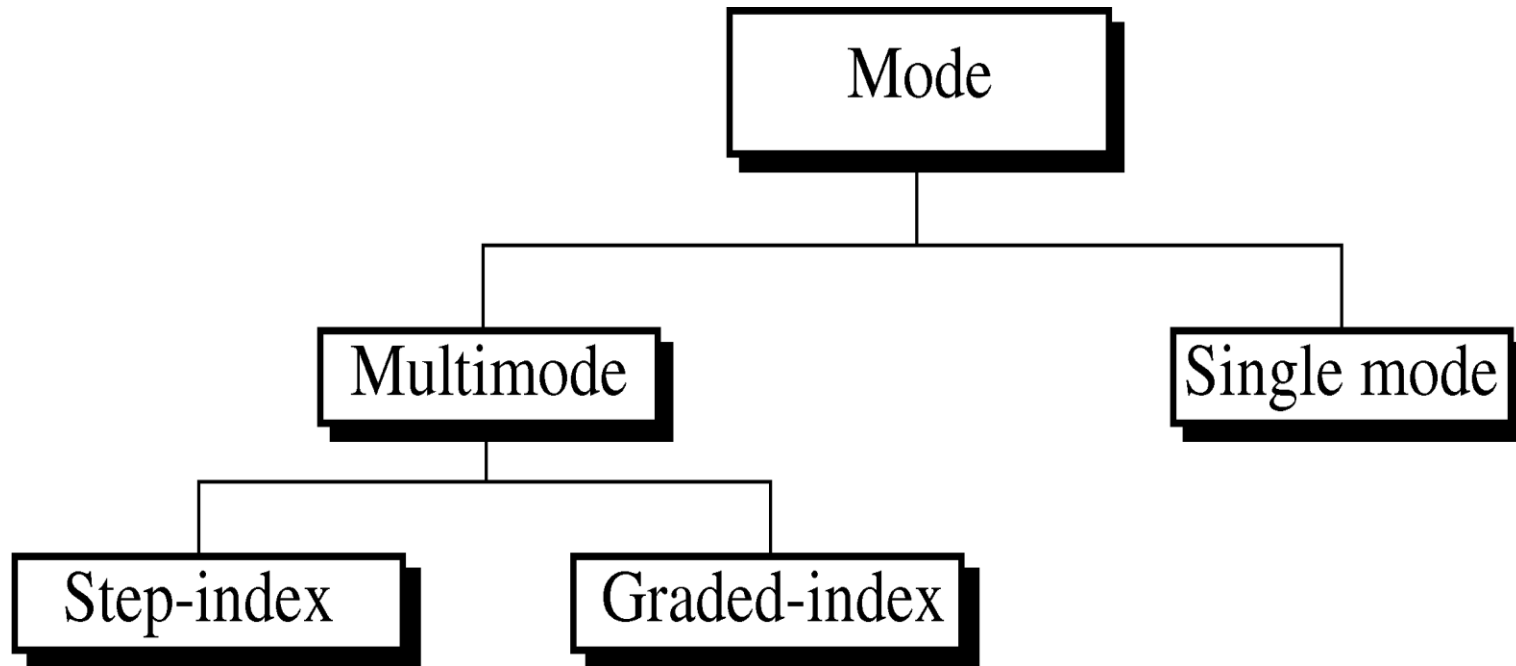 Mode
Multimode
Single mode
Step-index
Graded-index